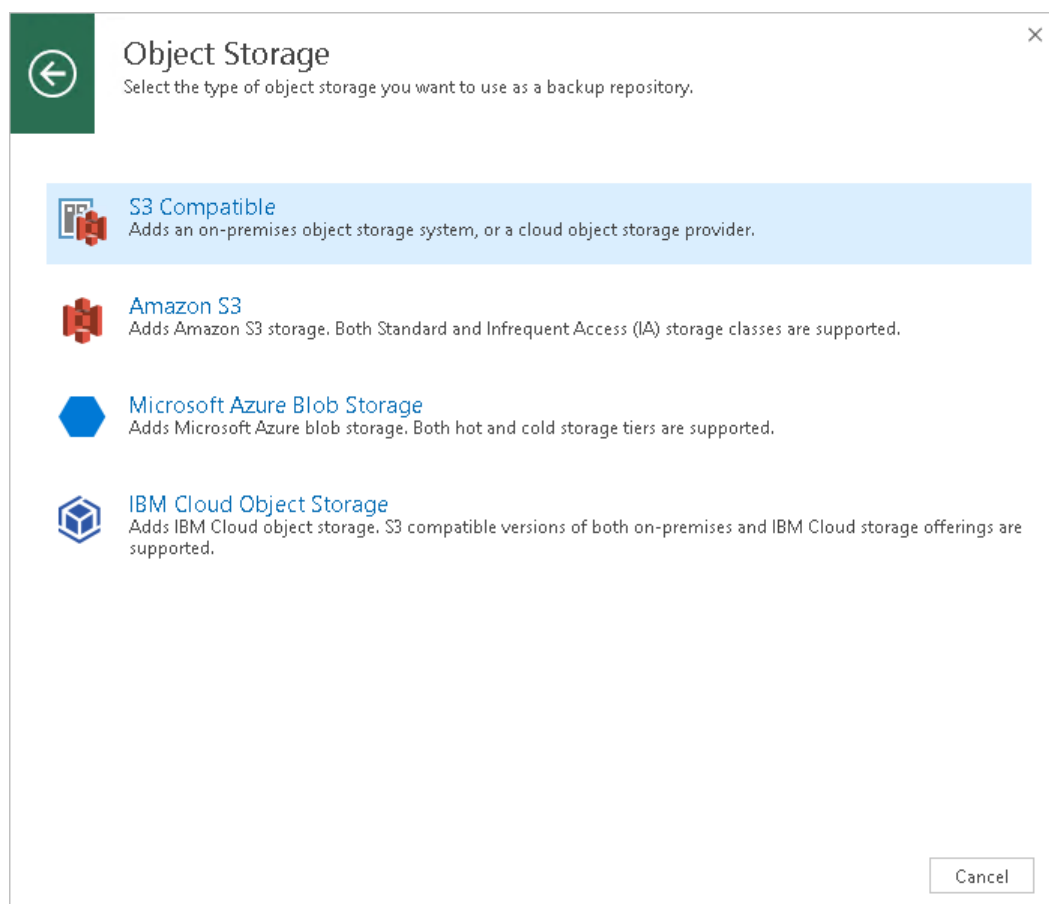 Object Storage
Select the type of object storage you want to use as a backup repository.
S3 Compatible
Adds an on-premises object storage system, or a cloud object storage provider.
Amazon S3
Adds Amazon S3 storage. Both Standard and Infrequent Access (IA) storage classes are supported.
Microsoft Azure Blob Storage
Adds Microsoft Azure blob storage. Both hot and cold storage tiers are supported.
IBM Cloud Object Storage
Adds IBM Cloud object storage. S3 compatible versions of both on-premises and IBM Cloud storage offerings are
supported.
Cancel